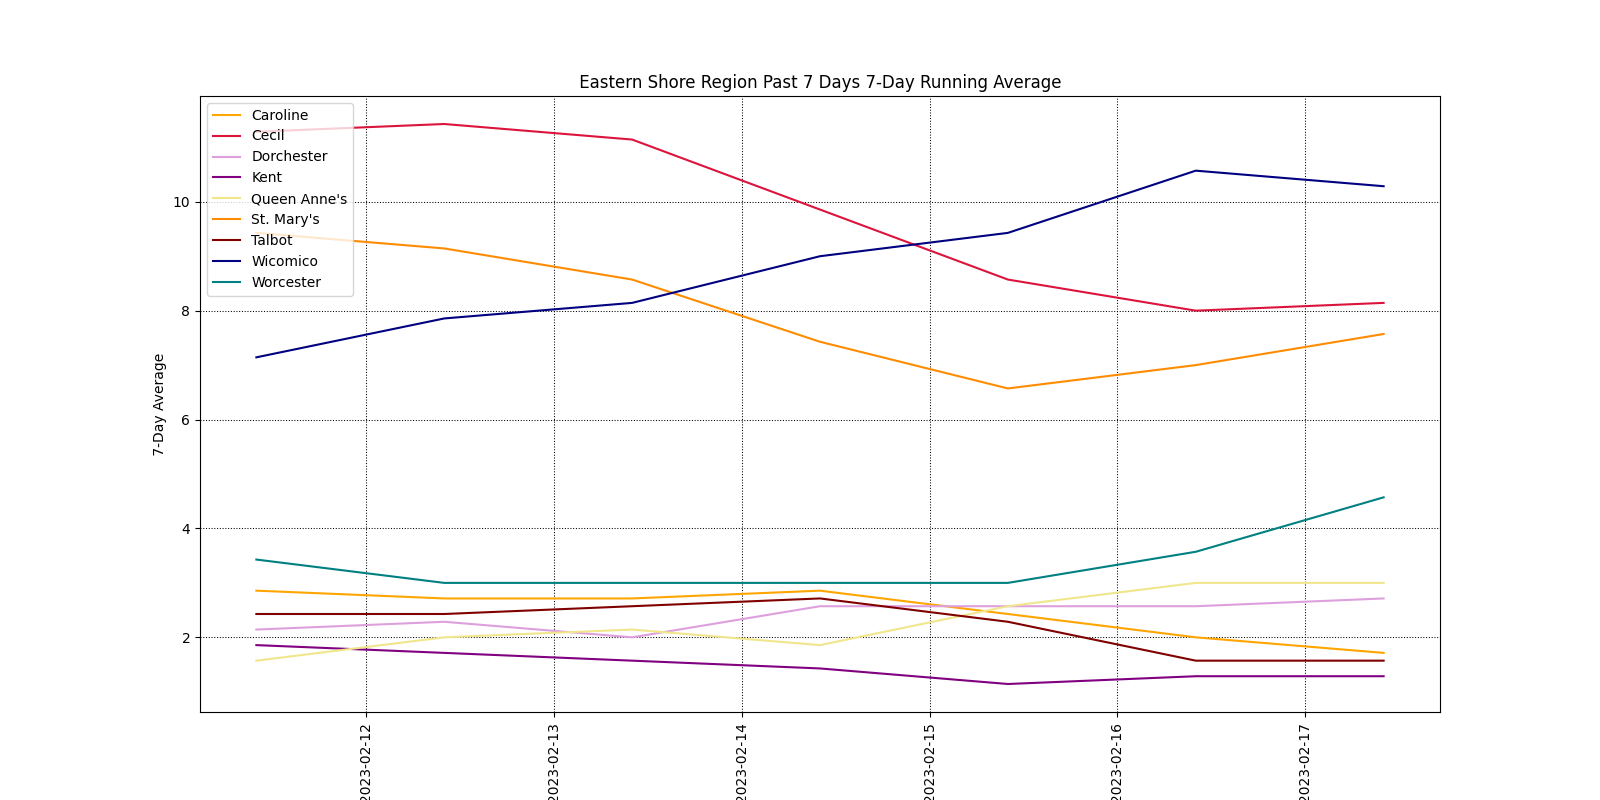 Eastern Shore Region Past 7 Days 7-Day Running Average
Caroline
Cecil
Dorchester
Kent
Queen Anne's
St. Mary's
Talbot
Wicomico
Worcester
10
8
6
4
2
7-Day Average
2023-02-12
2023-02-13
2023-02-14
2023-02-15
2023-02-16
2023-02-17